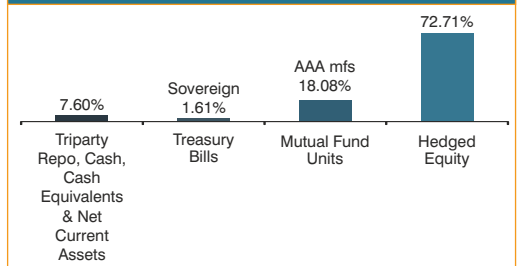 72.71%
AAA mfs
18.08%
Sovereign
1.61%
7.60%
Triparty
Repo, Cash,
Cash
Equivalents
& Net
Current
Assets
Treasury
Bills
Mutual Fund
Units
Hedged
Equity